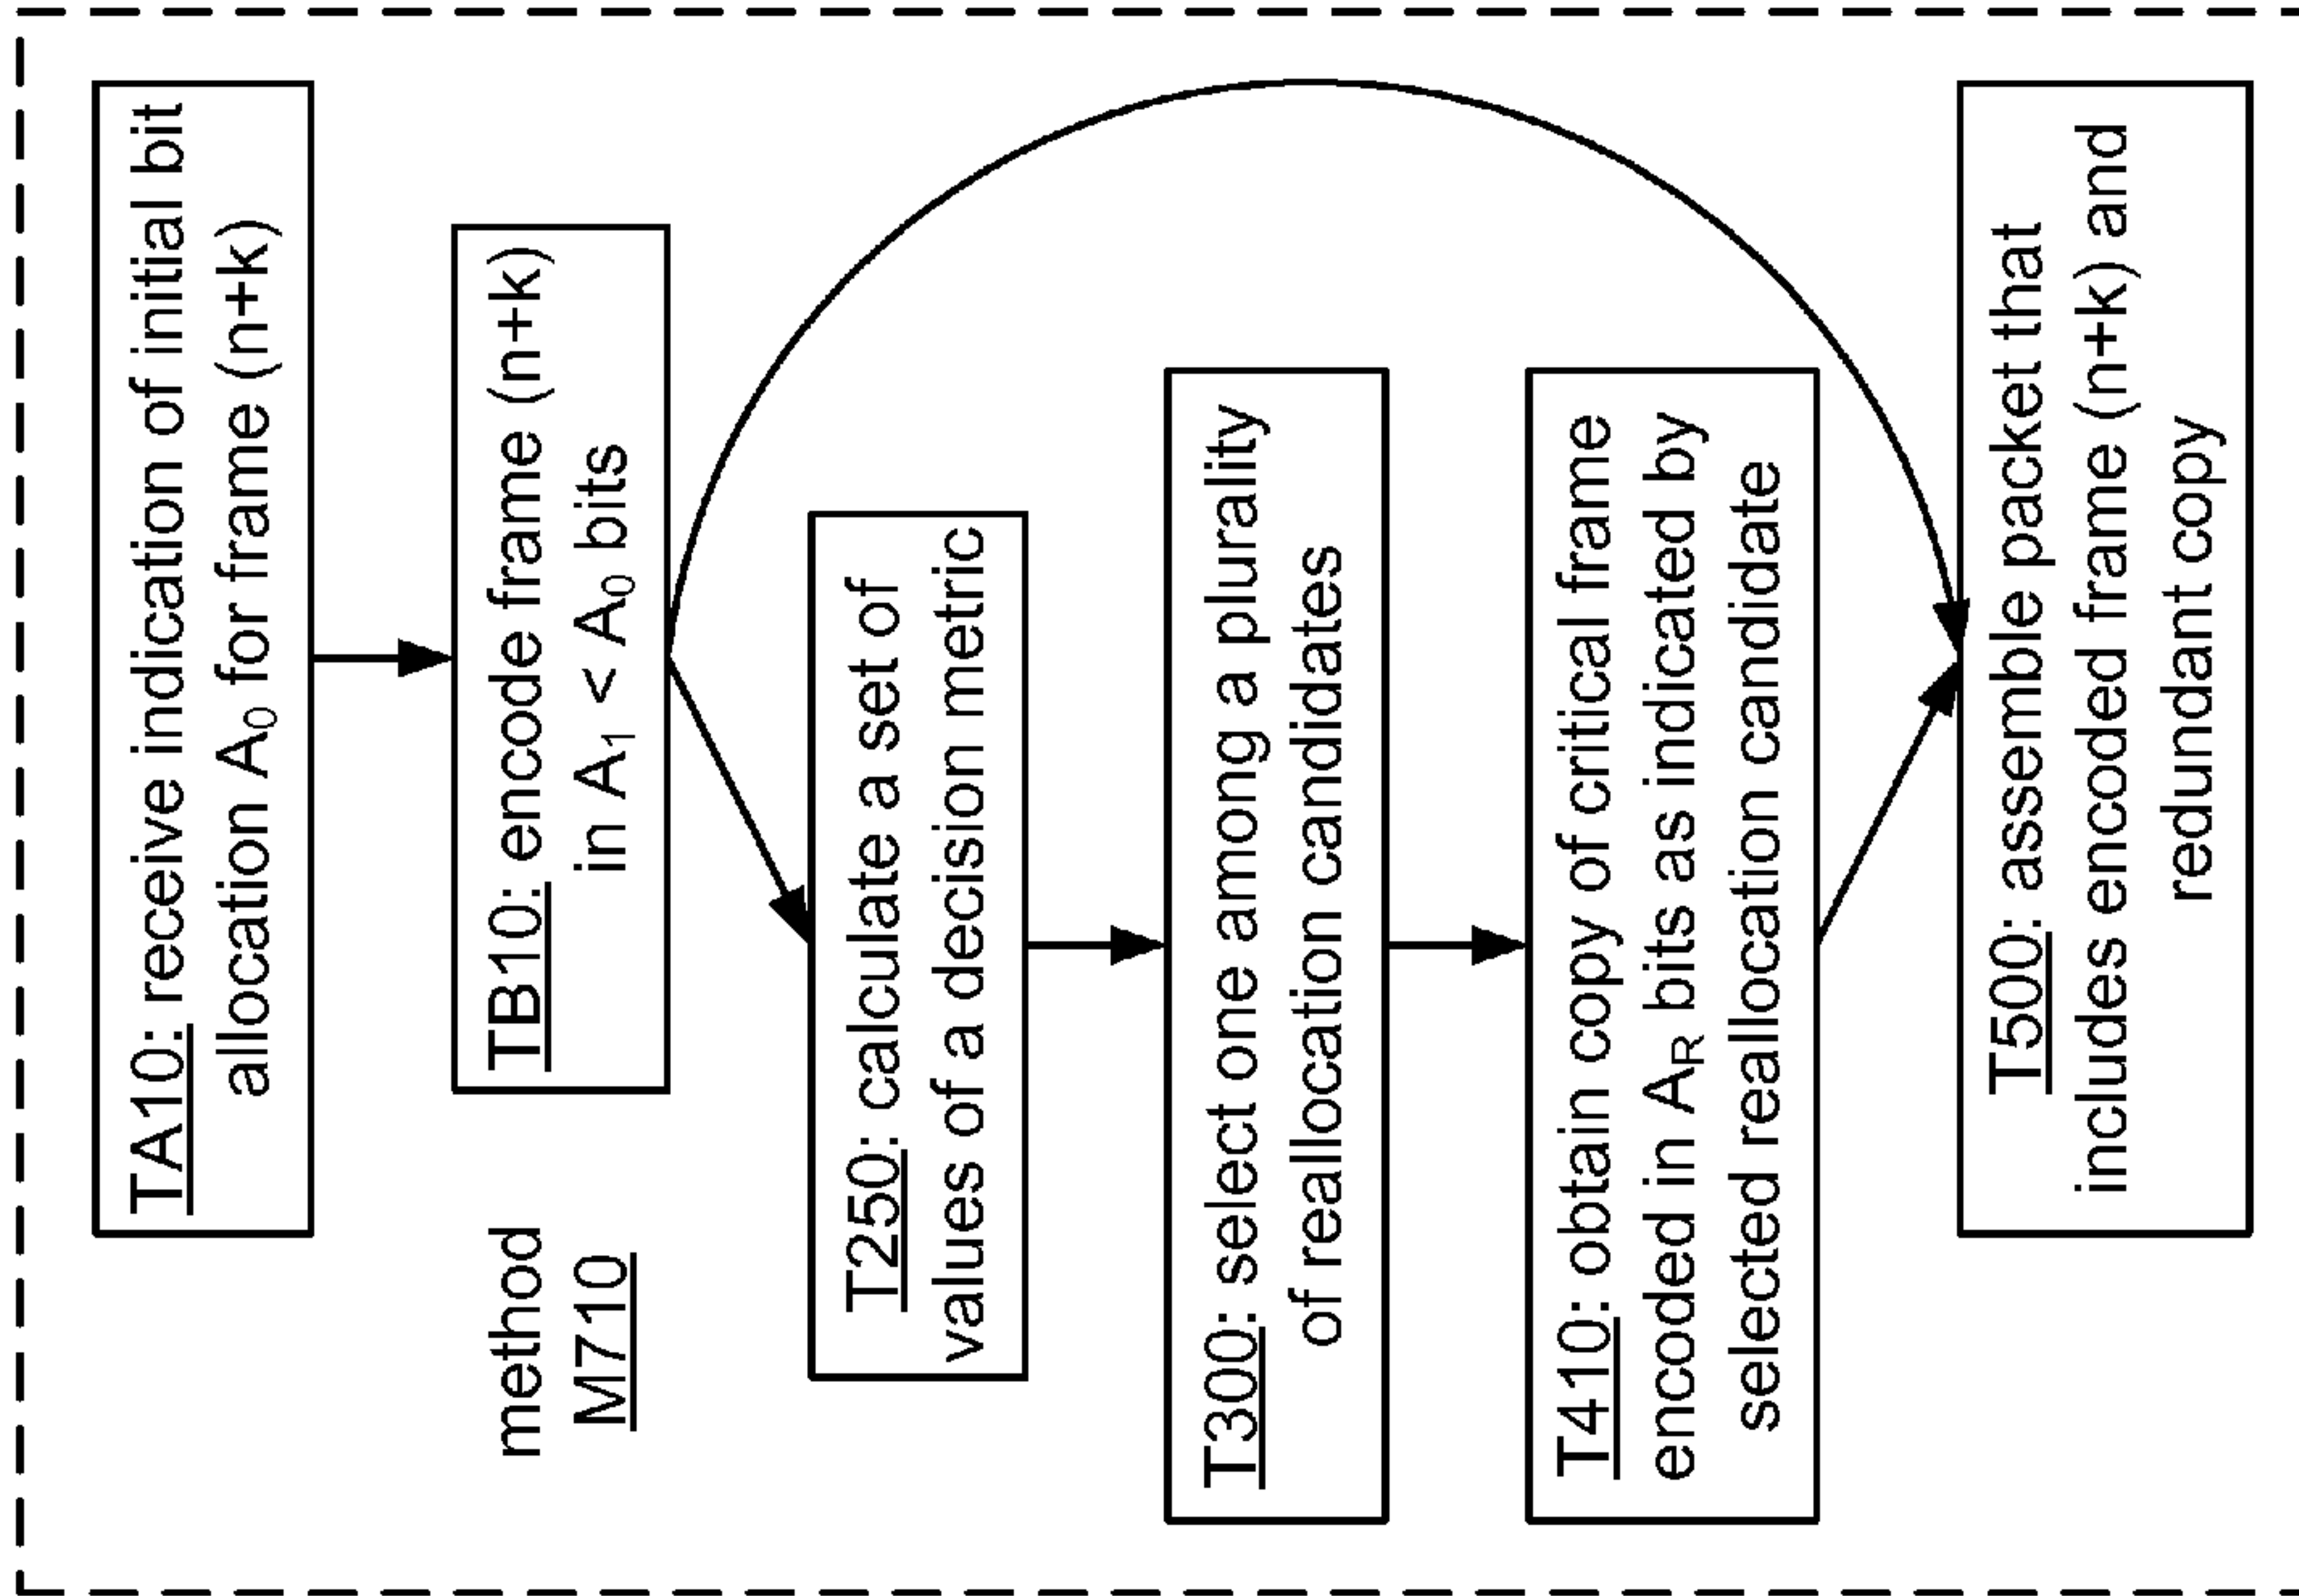 TA10: receive indication of initial bit
allocation A₀ for frame (n+k)
method
M710
TB10: encode frame (n+k)
in A₁ < A₀ bits
T250: calculate a set of
values of a decision metric
T300: select one among a plurality
of reallocation candidates
T410: obtain copy of critical frame
encoded in Aᵣ bits as indicated by
selected reallocation candidate
T500: assemble packet that
includes encoded frame (n+k) and
redundant copy